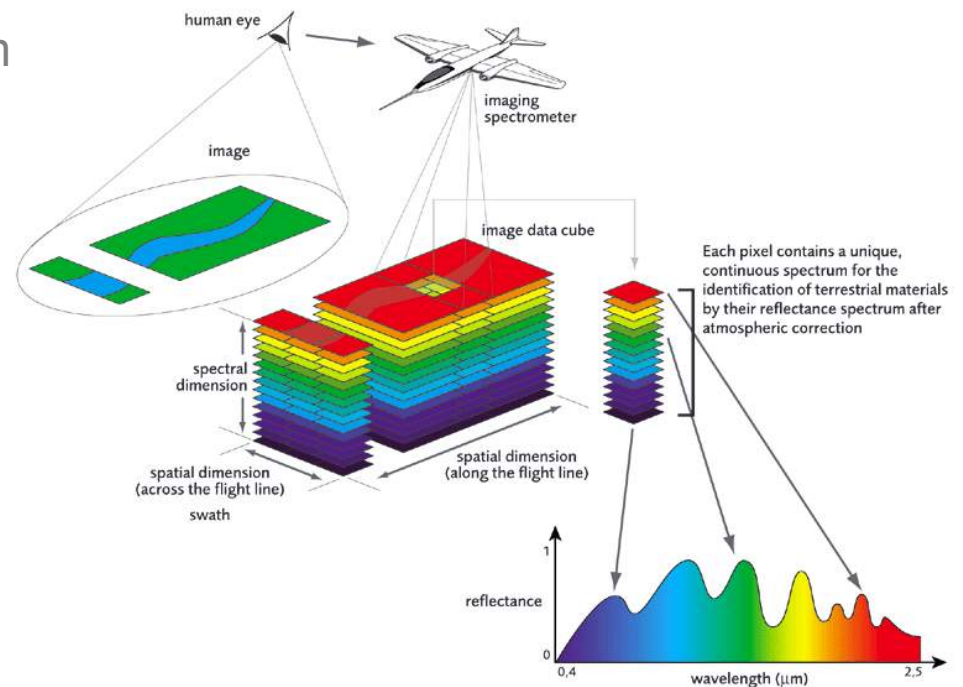 human eye
imaging
spectrometer
image
image data cube
Each pixel contains a unique,
continuous spectrum for the
identification of terrestrial materials
by their reflectance spectrum after
atmospheric correction
spectral
dimension
spatial dimension
(along the flight line)
spatial dimension
(across the flight line)
swath
1
reflectance
0
0,4
2,5
wavelength (μm)